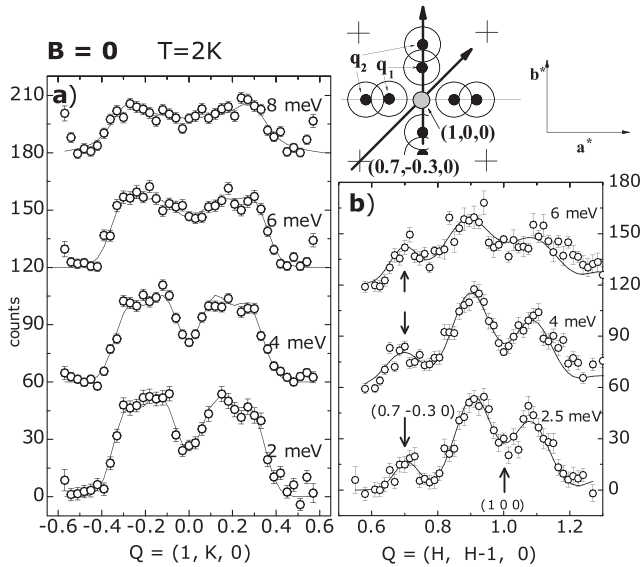 B = 0 T=2K
a)
8 meV
6 meV
4 meV
2 meV
210
180
150
120
90
60
30
0
counts
-0.6 -0.4 -0.2 0.0 0.2 0.4 0.6
Q = (1, K, 0)
q2
q1
(1,0,0)
(0.7,-0.3,0)
b*
a*
b)
6 meV
4 meV
2.5 meV
(0.7 -0.3 0)
(1 0 0)
180
150
120
90
60
30
0
0.6 0.8 1.0 1.2
Q = (H, H-1, 0)